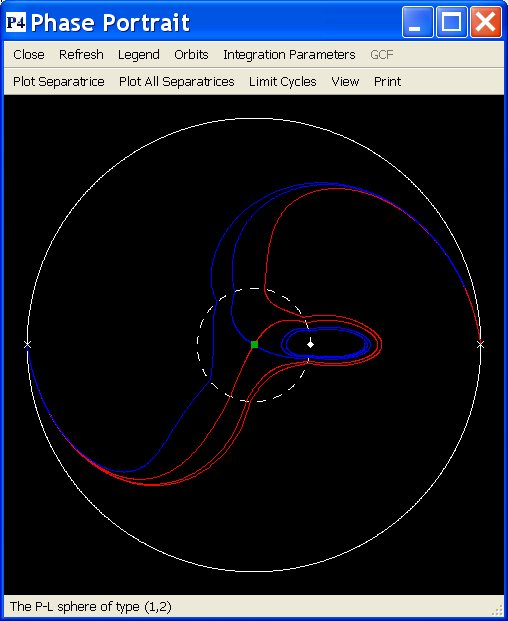 P4 Phase Portrait
Close Refresh Legend Orbits Integration Parameters GCF
Plot Separatrice Plot All Separatrices Limit Cycles View Print
The P-L sphere of type (1,2)